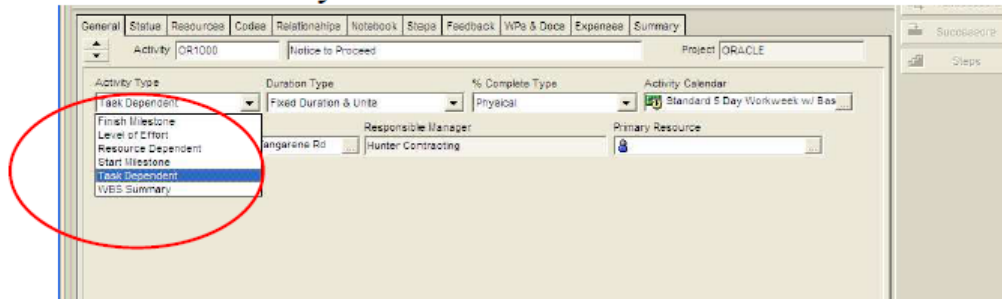 General Status Resources Codes Relationships Notebook Steps Feedback WPs & Docs Expenses Summary
Activity OR1000 Notice to Proceed Project ORACLE
Successors
Steps
Activity Type Duration Type % Complete Type Activity Calendar
Task Dependent Fixed Duration & Units Physical Standard 5 Day Workweek w/ Bas ...
Finish Milestone
Level of Effort
Resource Dependent
Start Milestone
Task Dependent
WBS Summary
Responsible Manager Primary Resource
angarene Rd ... Hunter Contracting ...